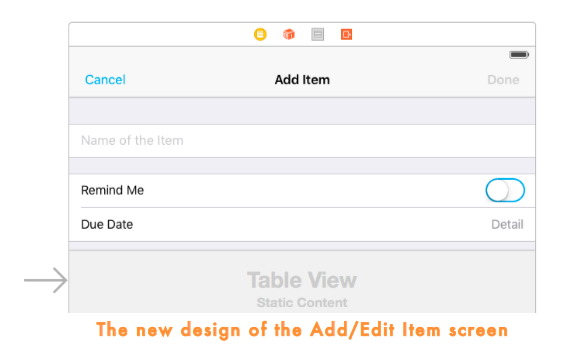 Cancel Add Item Done
Name of the Item
Remind Me
Due Date Detail
Table View
Static Content
The new design of the Add/Edit Item screen